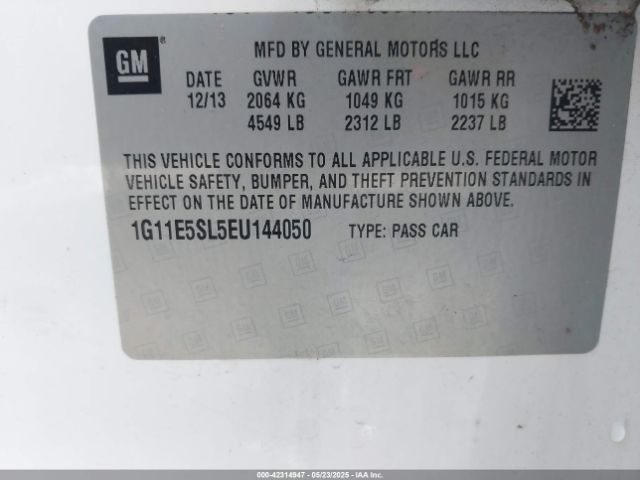 GM
MFD BY GENERAL MOTORS LLC
DATE GVWR GAWR FRT GAWR RR
12/13 2064 KG 1049 KG 1015 KG
4549 LB 2312 LB 2237 LB
THIS VEHICLE CONFORMS TO ALL APPLICABLE U.S. FEDERAL MOTOR
VEHICLE SAFETY, BUMPER, AND THEFT PREVENTION STANDARDS IN
EFFECT ON THE DATE OF MANUFACTURE SHOWN ABOVE.
1G11E5SL5EU144050 TYPE: PASS CAR
000-42314947 - 05/23/2025 - IAAI.COM